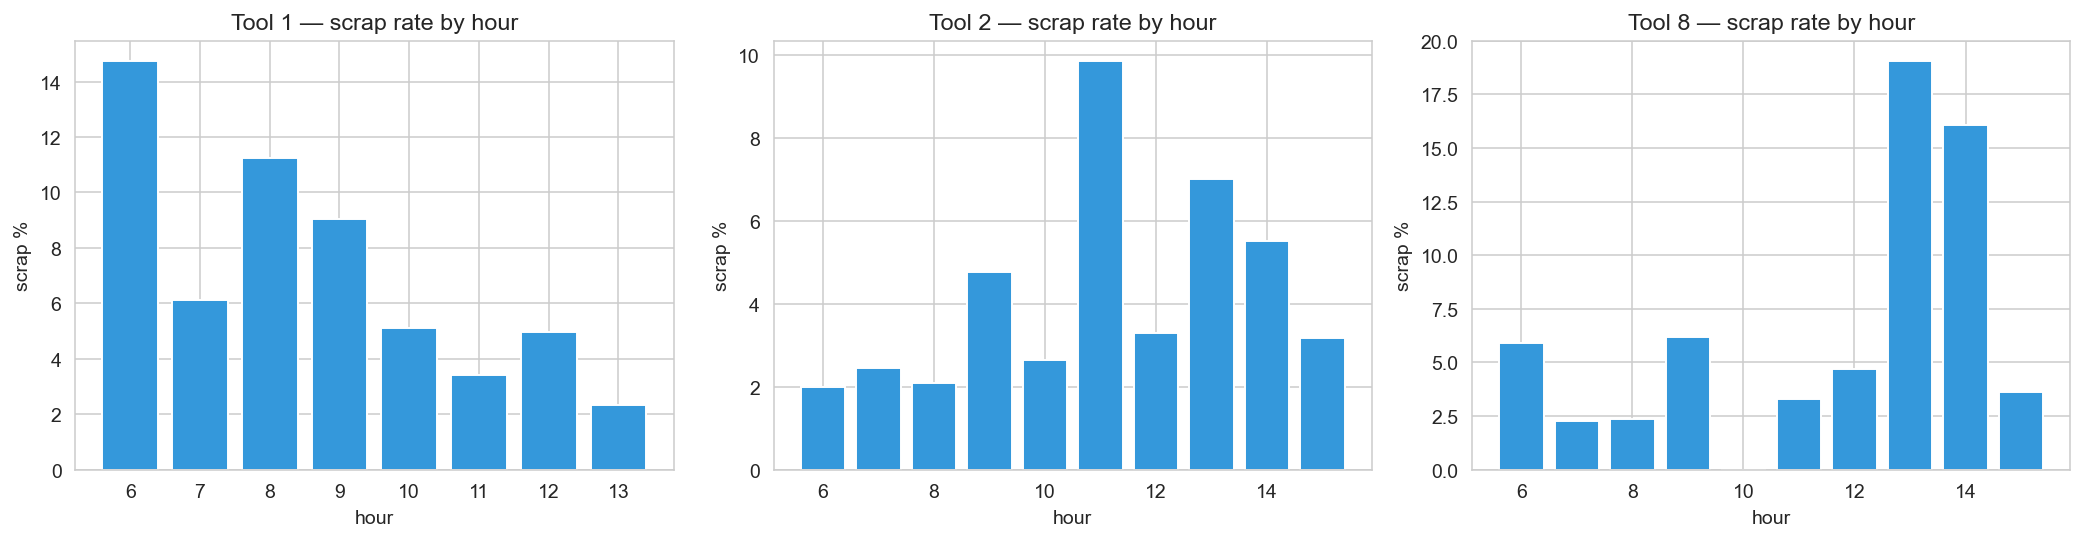 Tool 1 — scrap rate by hour
14
12
10
8
6
4
2
0
scrap %
6 7 8 9 10 11 12 13
hour
Tool 2 — scrap rate by hour
10
8
6
4
2
0
scrap %
6 8 10 12 14
hour
Tool 8 — scrap rate by hour
20.0
17.5
15.0
12.5
10.0
7.5
5.0
2.5
0.0
scrap %
6 8 10 12 14
hour